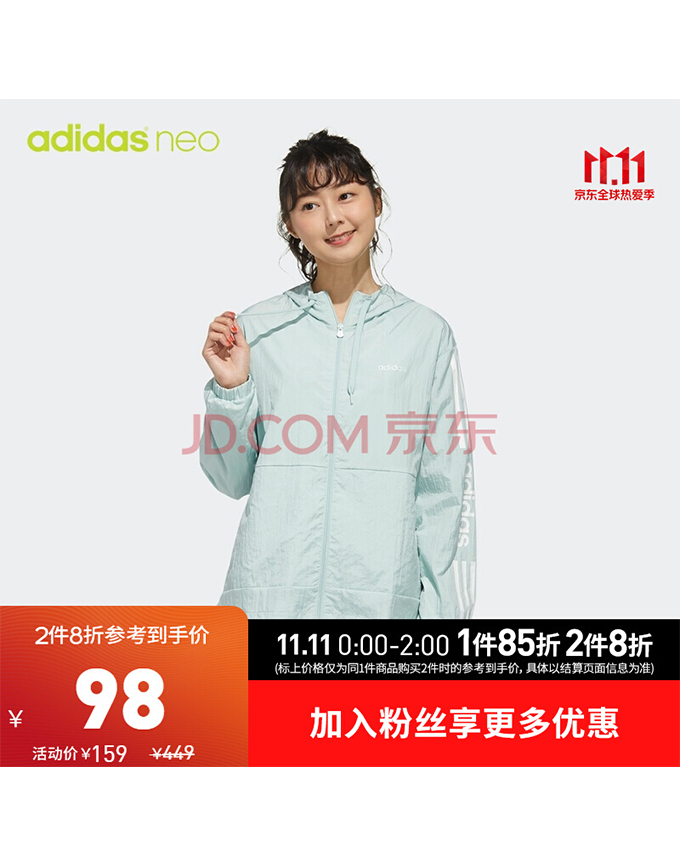 adidas neo
11.11
京东全球热爱季
adidas
JD.COM 京东
adidas
2件8折参考到手价
¥ 98
活动价¥159 ¥449
11.11 0:00-2:00 1件85折 2件8折
(标上价格仅为同1件商品购买2件时的参考到手价,具体以结算页面信息为准)
加入粉丝享更多优惠